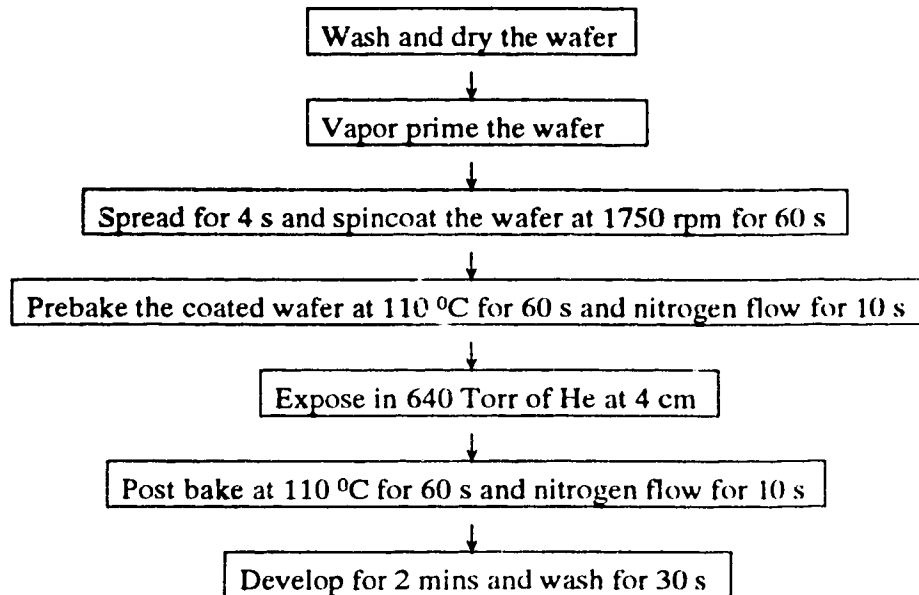 Wash and dry the wafer
Vapor prime the wafer
Spread for 4 s and spincoat the wafer at 1750 rpm for 60 s
Prebake the coated wafer at 110 ⁰C for 60 s and nitrogen flow for 10 s
Expose in 640 Torr of He at 4 cm
Post bake at 110 ⁰C for 60 s and nitrogen flow for 10 s
Develop for 2 mins and wash for 30 s